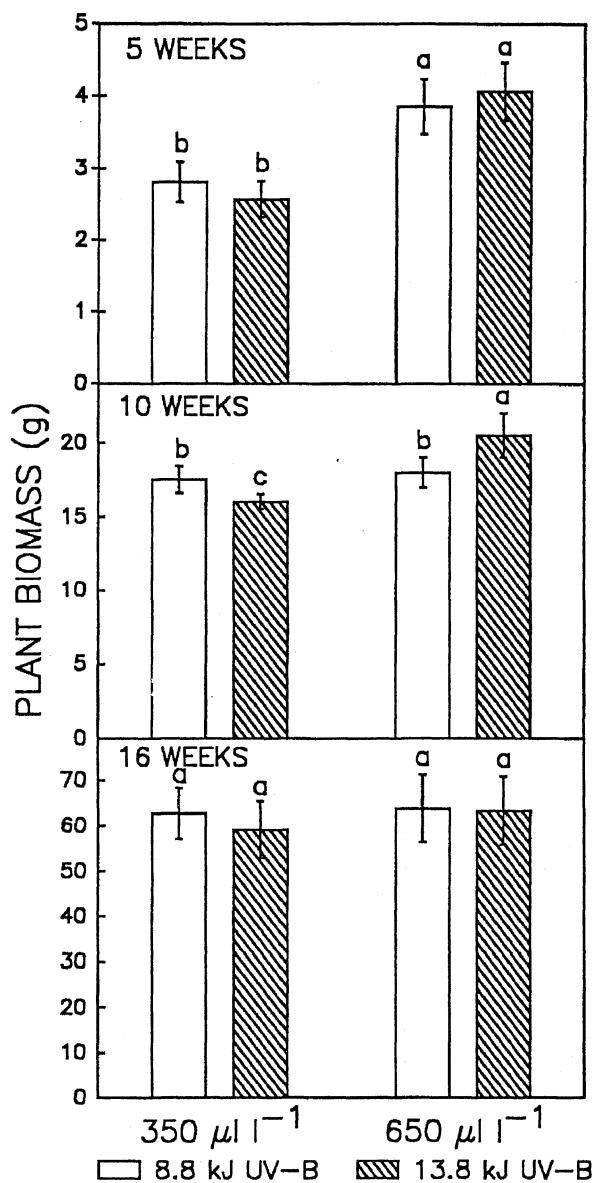 PLANT BIOMASS (g)
5 WEEKS
5
4
3
2
1
0
b
b
a
a
10 WEEKS
20
15
10
5
0
b
c
b
a
16 WEEKS
70
60
50
40
30
20
10
0
a
a
a
a
350 μl l⁻¹ 650 μl l⁻¹
8.8 kJ UV-B 13.8 kJ UV-B